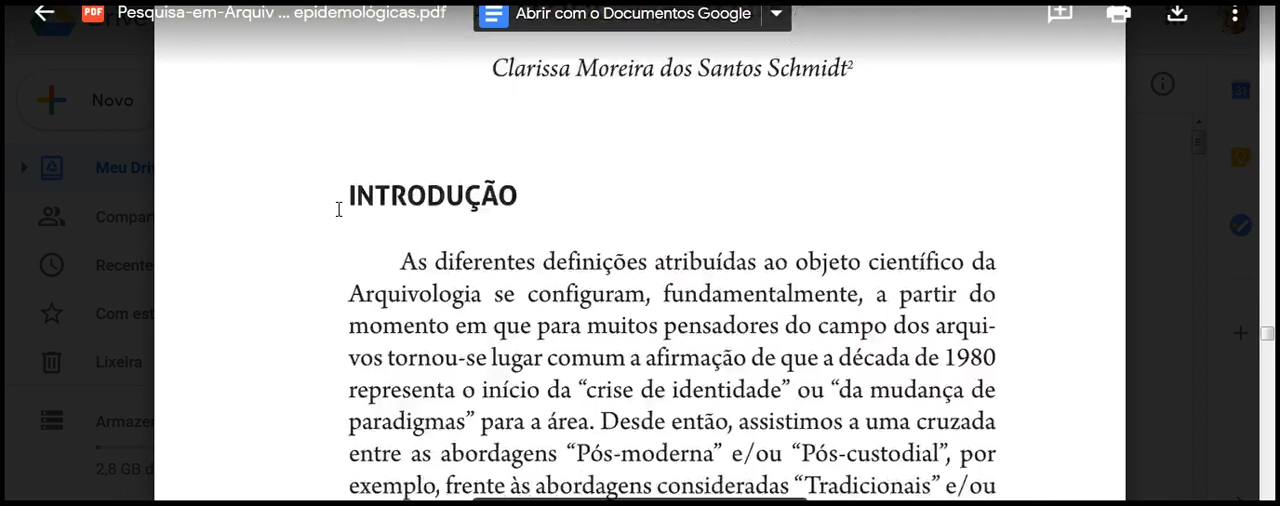 Pesquisa-em-Arquiv ... epidemológicas.pdf
PDF
Abrir com o Documentos Google
Clarissa Moreira dos Santos Schmidt²
Novo
INTRODUÇÃO
Meu Dri
Compar
Recente
Com est
Lixeira
Armaze
2,8 GB d
31
As diferentes definições atribuídas ao objeto científico da
Arquivologia se configuram, fundamentalmente, a partir do
momento em que para muitos pensadores do campo dos arqui-
vos tornou-se lugar comum a afirmação de que a década de 1980
representa o início da “crise de identidade” ou “da mudança de
paradigmas” para a área. Desde então, assistimos a uma cruzada
entre as abordagens “Pós-moderna” e/ou “Pós-custodial”, por
exemplo, frente às abordagens consideradas “Tradicionais” e/ou